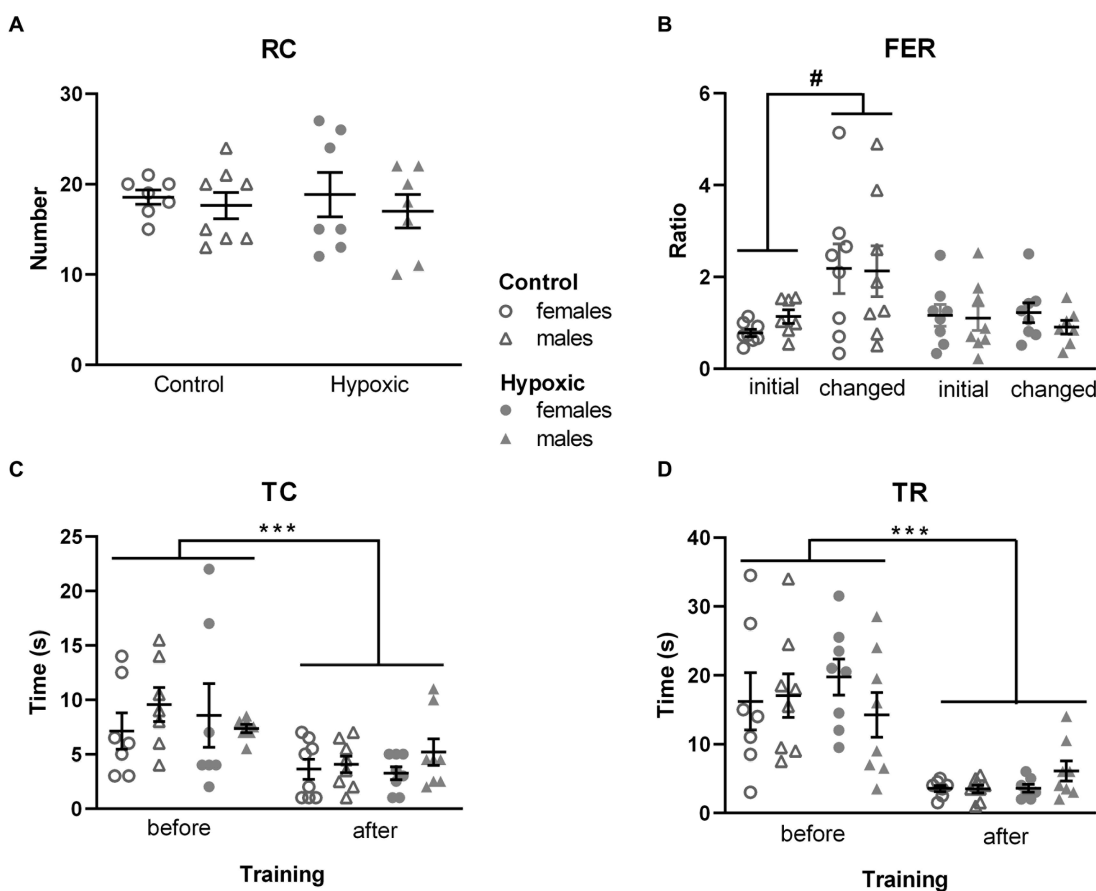 A
RC
Number
30
20
10
0
Control
Hypoxic
Control
females
males
Hypoxic
females
males
B
FER
#
Ratio
6
4
2
0
initial
changed
initial
changed
C
TC
***
Time (s)
25
20
15
10
5
0
before
after
Training
D
TR
***
Time (s)
40
30
20
10
0
before
after
Training